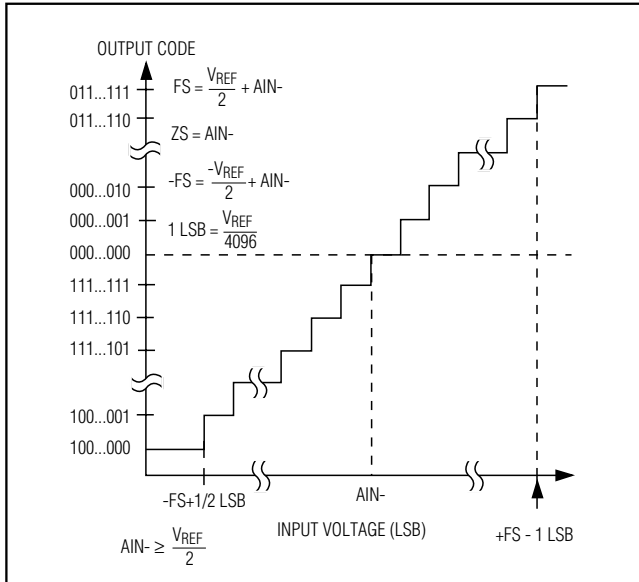 OUTPUT CODE
FS = VREF/2 + AIN-
ZS = AIN-
-FS = -VREF/2 + AIN-
1 LSB = VREF/4096
011...111
011...110
000...010
000...001
000...000
111...111
111...110
111...101
100...001
100...000
-FS+1/2 LSB
AIN-
+FS - 1 LSB
INPUT VOLTAGE (LSB)
AIN- ≥ VREF/2